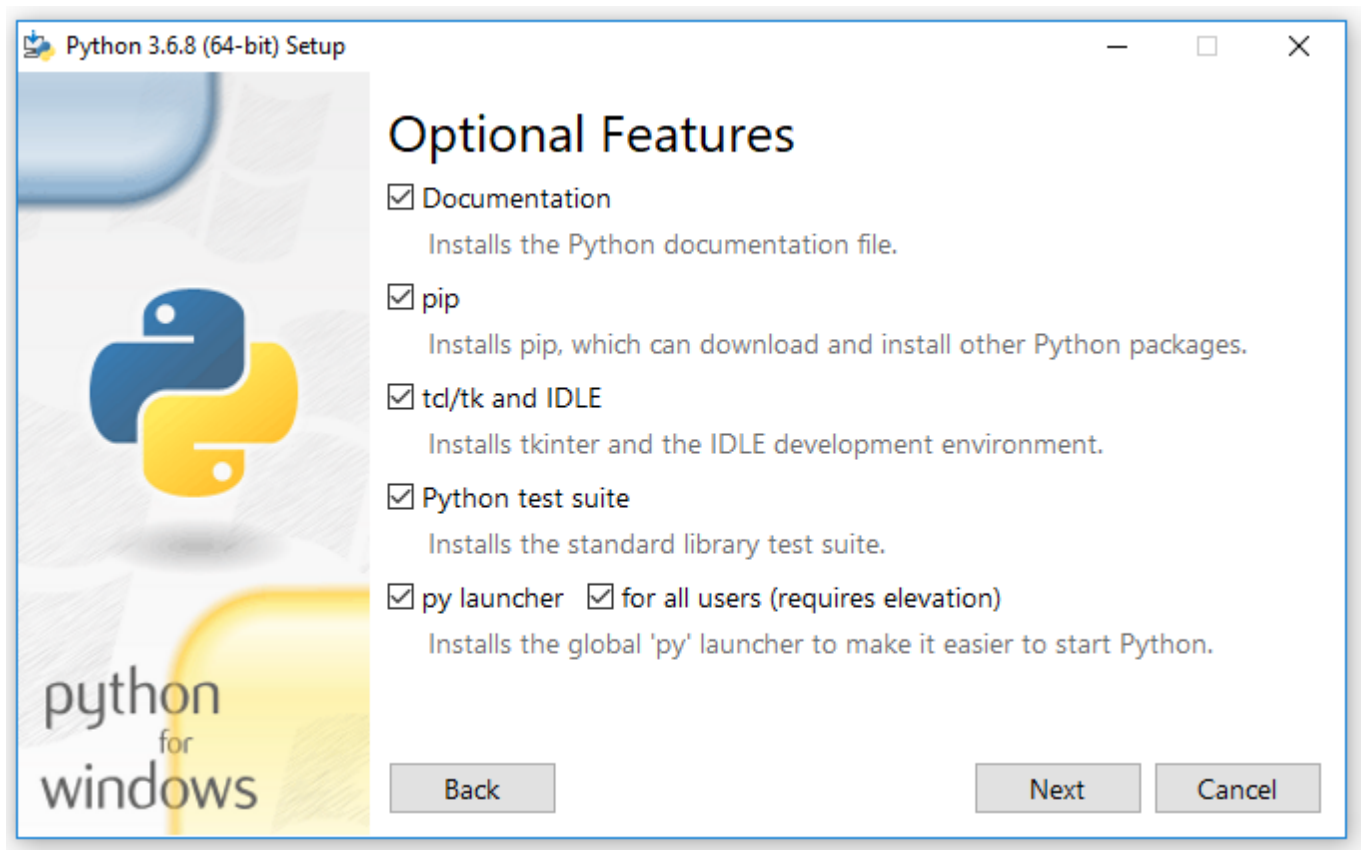 Python 3.6.8 (64-bit) Setup
Optional Features
Documentation
Installs the Python documentation file.
pip
Installs pip, which can download and install other Python packages.
tcl/tk and IDLE
Installs tkinter and the IDLE development environment.
Python test suite
Installs the standard library test suite.
py launcher for all users (requires elevation)
Installs the global 'py' launcher to make it easier to start Python.
python
for
windows
Back Next Cancel